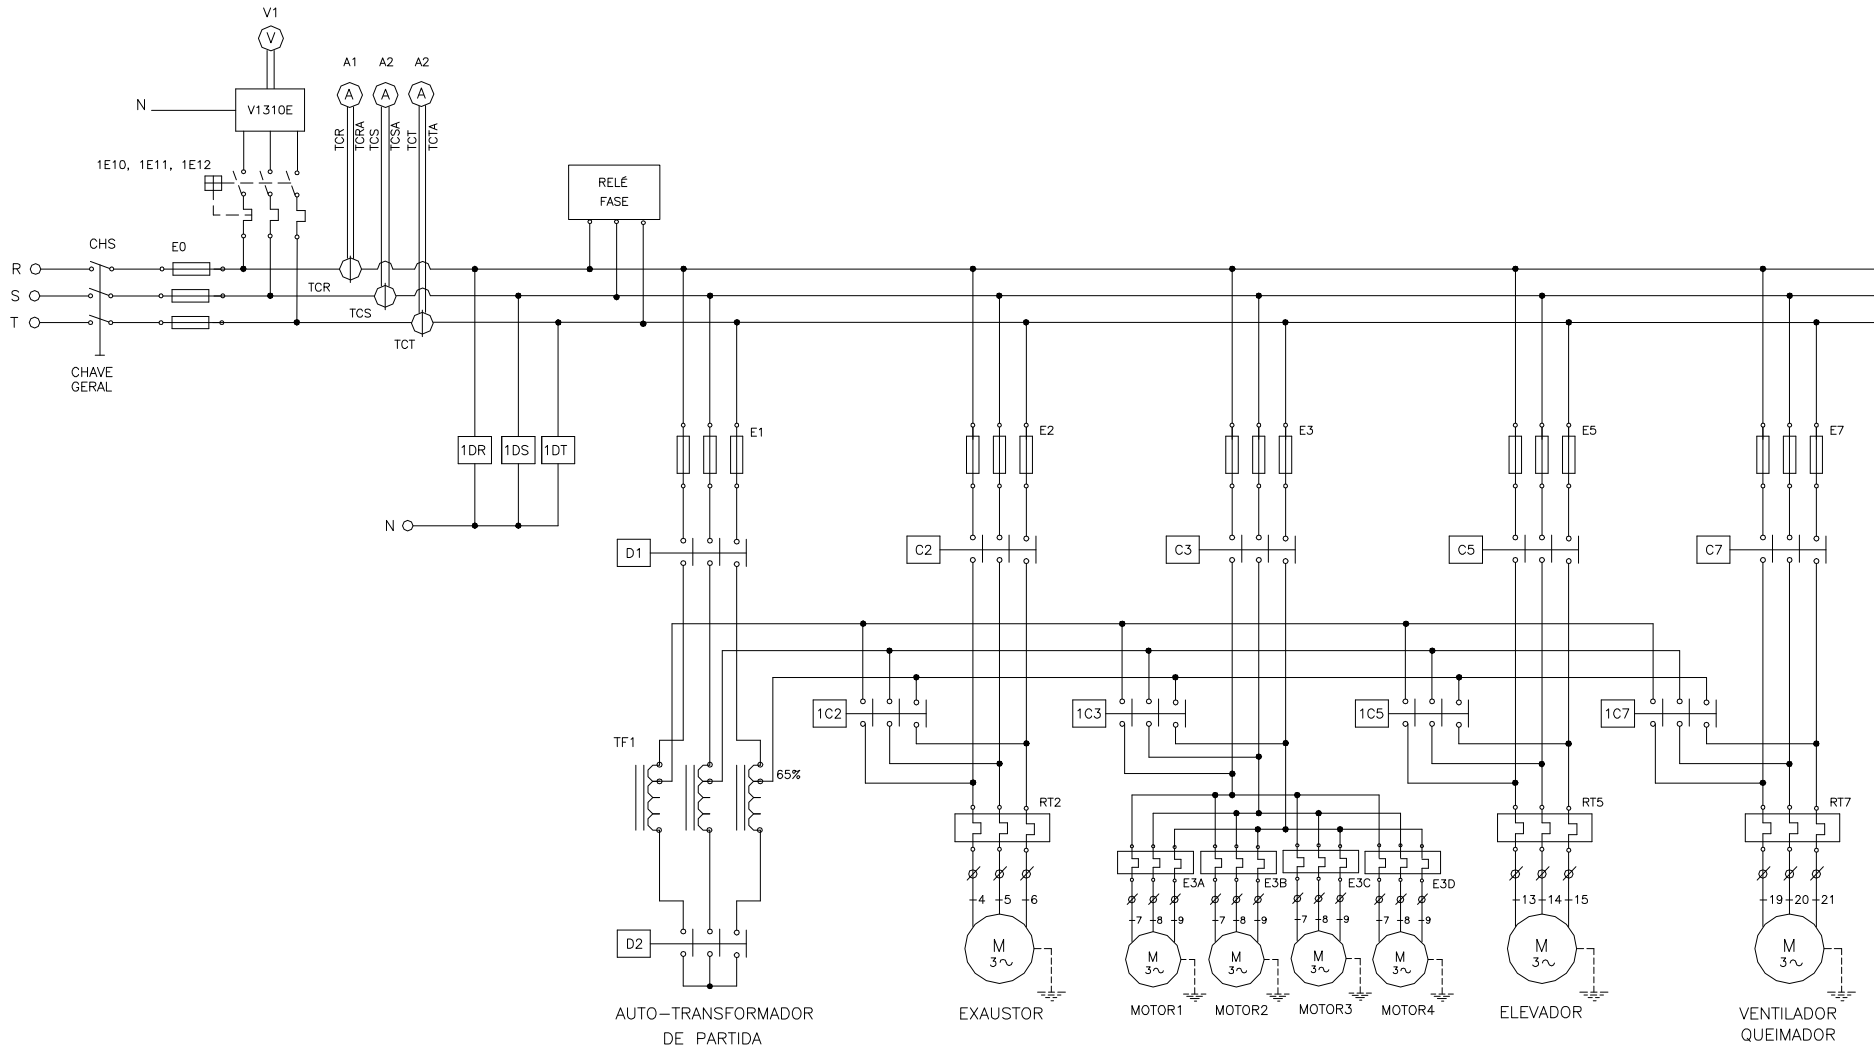 V1
V
N
V1310E
1E10, 1E11, 1E12
A1
A2
A2
A
A
A
TCR
TCRA
TCS
TCSA
TCT
TCTA
RELÉ
FASE
CHS
E0
R
S
T
TCR
TCS
TCT
CHAVE
GERAL
1DR
1DS
1DT
N
E1
E2
E3
E5
E7
D1
C2
C3
C5
C7
1C2
1C3
1C5
1C7
TF1
65%
RT2
RT5
RT7
E3A
E3B
E3C
E3D
4
5
6
7
8
9
7
8
9
7
8
9
7
8
9
13
14
15
19
20
21
D2
M
3~
M
3~
M
3~
M
3~
M
3~
M
3~
M
3~
AUTO-TRANSFORMADOR
DE PARTIDA
EXAUSTOR
MOTOR1
MOTOR2
MOTOR3
MOTOR4
ELEVADOR
VENTILADOR
QUEIMADOR